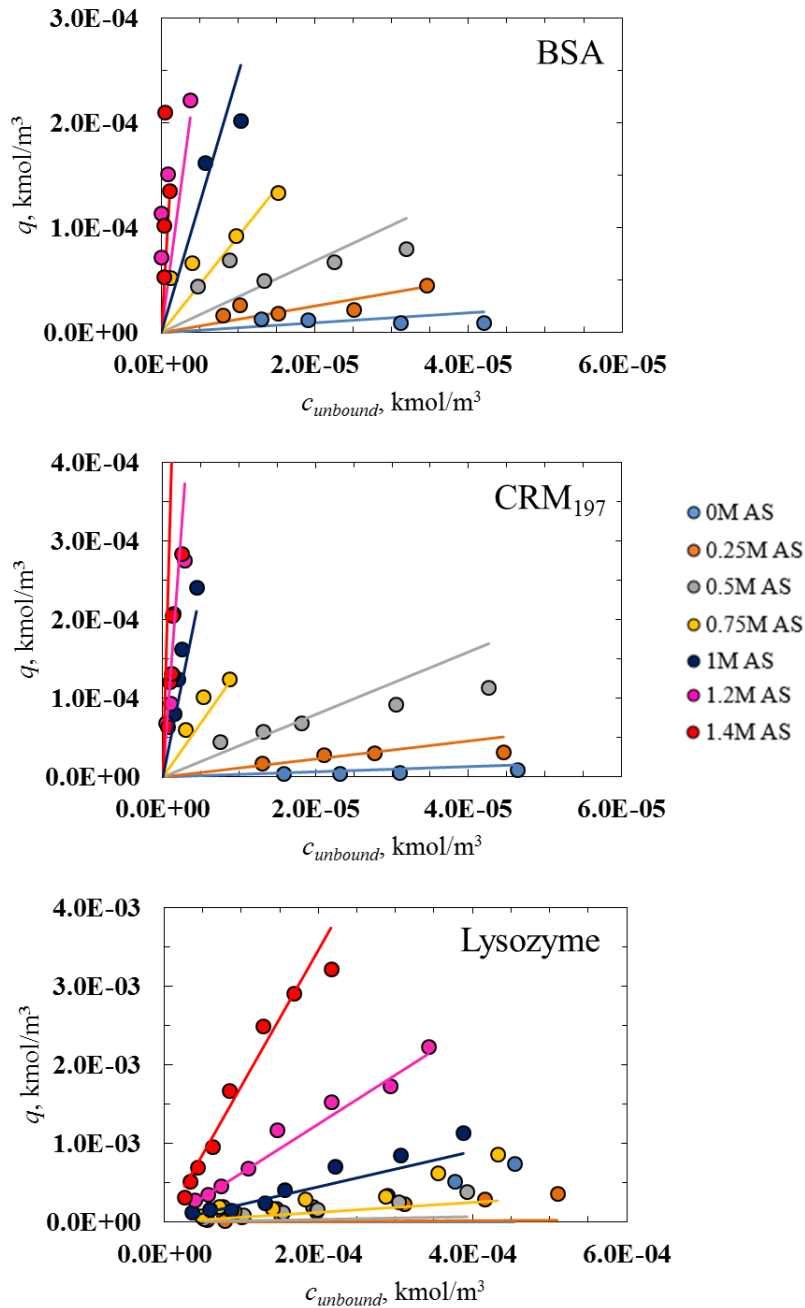 3.0E-04
BSA
2.0E-04
q, kmol/m³
1.0E-04
0.0E+00
0.0E+00 2.0E-05 4.0E-05 6.0E-05
cunbound, kmol/m³
4.0E-04
CRM197
3.0E-04
q, kmol/m³
2.0E-04
1.0E-04
0.0E+00
0.0E+00 2.0E-05 4.0E-05 6.0E-05
cunbound, kmol/m³
0M AS
0.25M AS
0.5M AS
0.75M AS
1M AS
1.2M AS
1.4M AS
4.0E-03
Lysozyme
3.0E-03
q, kmol/m³
2.0E-03
1.0E-03
0.0E+00
0.0E+00 2.0E-04 4.0E-04 6.0E-04
cunbound, kmol/m³